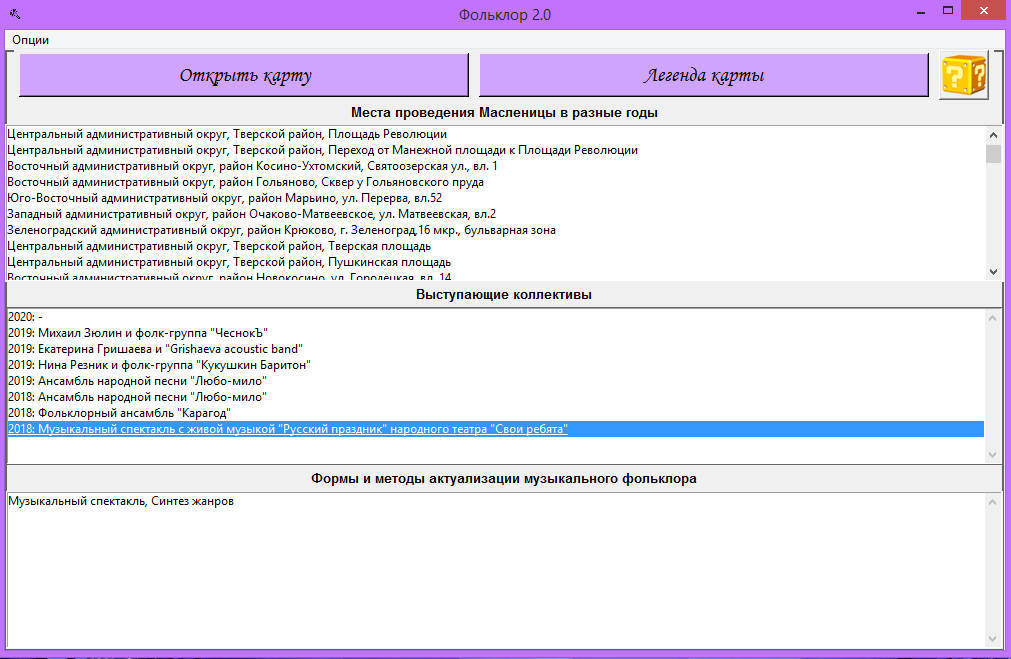 Фольклор 2.0
Опции
Открыть карту
Легенда карты
Места проведения Масленицы в разные годы
Центральный административный округ, Тверской район, Площадь Революции
Центральный административный округ, Тверской район, Переход от Манежной площади к Площади Революции
Восточный административный округ, район Косино-Ухтомский, Святоозерская ул., вл. 1
Восточный административный округ, район Гольяново, Сквер у Гольяновского пруда
Юго-Восточный административный округ, район Марьино, ул. Перерва, вл.52
Западный административный округ, район Очаково-Матвеевское, ул. Матвеевская, вл.2
Зеленоградский административный округ, район Крюково, г. Зеленоград,16 мкр., бульварная зона
Центральный административный округ, Тверской район, Тверская площадь
Центральный административный округ, Тверской район, Пушкинская площадь
Восточный административный округ, район Новокосино, ул. Городецкая, вл. 14
Выступающие коллективы
2020: -
2019: Михаил Зюлин и фолк-группа "ЧеснокЪ"
2019: Екатерина Гришаева и "Grishaeva acoustic band"
2019: Нина Резник и фолк-группа "Кукушкин Баритон"
2019: Ансамбль народной песни "Любо-мило"
2018: Ансамбль народной песни "Любо-мило"
2018: Фольклорный ансамбль "Карагод"
2018: Музыкальный спектакль с живой музыкой "Русский праздник" народного театра "Свои ребята"
Формы и методы актуализации музыкального фольклора
Музыкальный спектакль, Синтез жанров